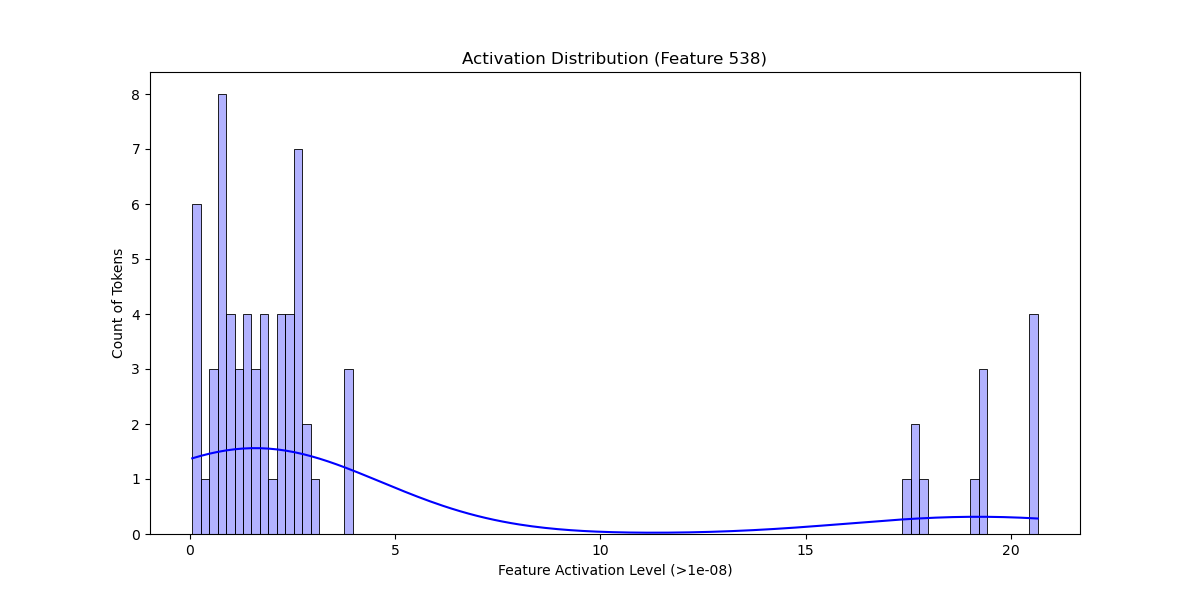 Activation Distribution (Feature 538)
8
7
6
5
4
3
2
1
0
Count of Tokens
0 5 10 15 20
Feature Activation Level (>1e-08)